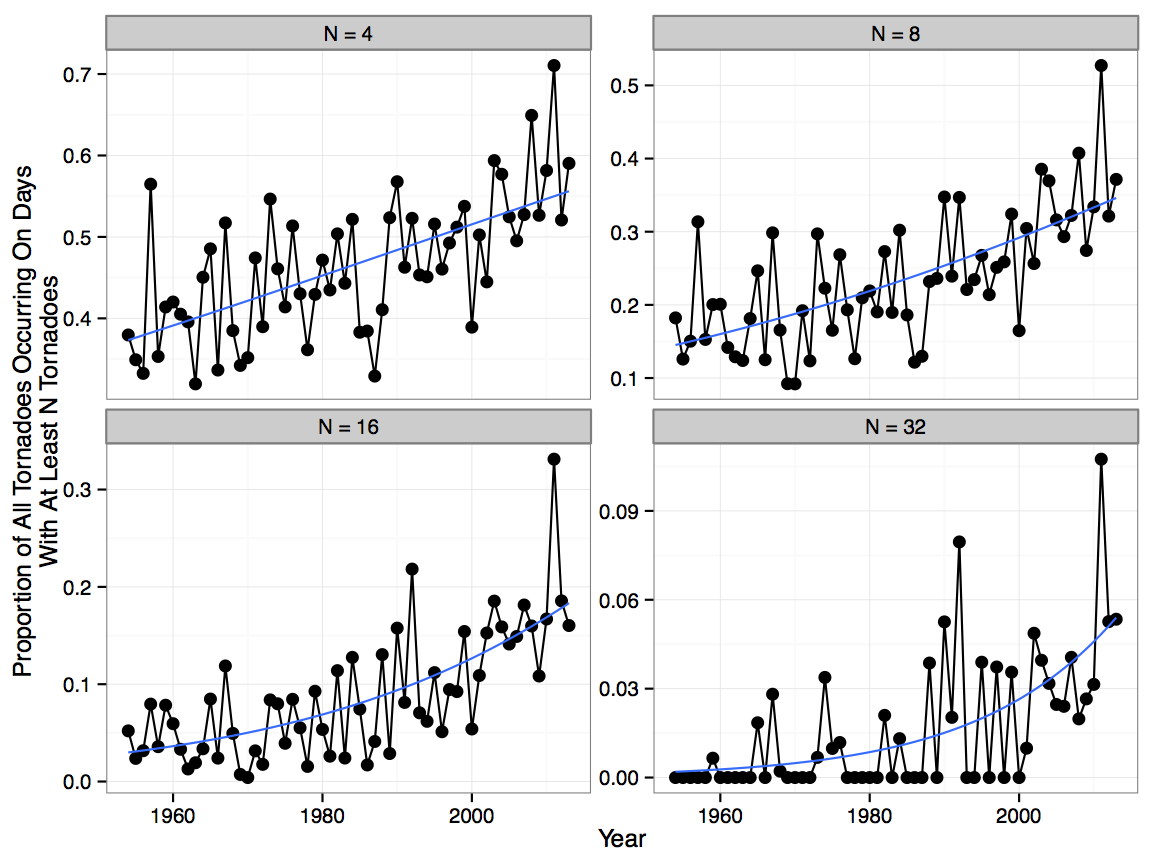 Proportion of All Tornadoes Occurring On Days
With At Least N Tornadoes
N = 4
0.7
0.6
0.5
0.4
N = 8
0.5
0.4
0.3
0.2
0.1
N = 16
0.3
0.2
0.1
0.0
1960 1980 2000
N = 32
0.09
0.06
0.03
0.00
1960 1980 2000
Year